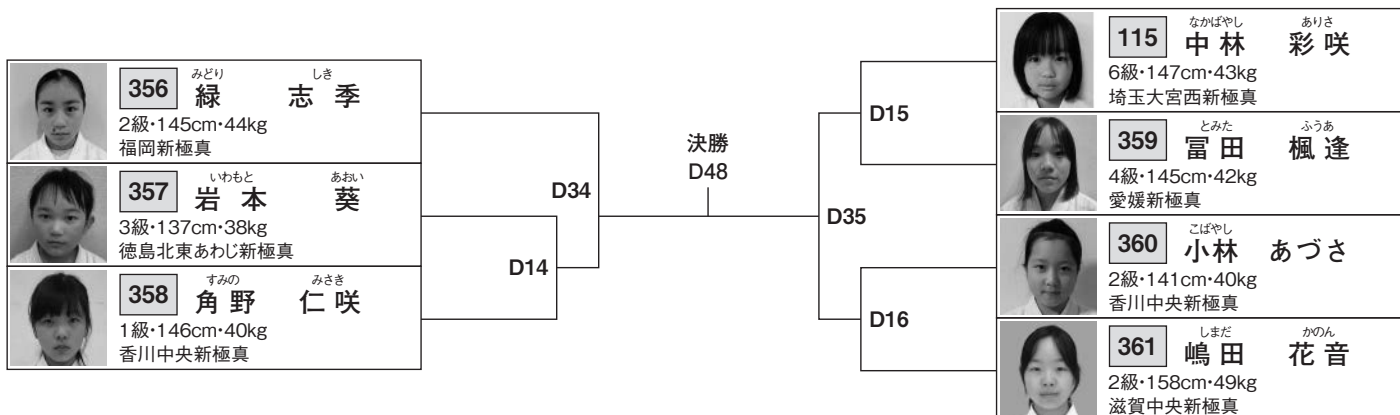 みどり しき
356 緑 志季
2級・145cm・44kg
福岡新極真
いわもと あおい
357 岩本 葵
3級・137cm・38kg
徳島北東あわじ新極真
すみの みさき
358 角野 仁咲
1級・146cm・40kg
香川中央新極真
D34
D14
決勝
D48
D15
D35
D16
なかばやし ありさ
115 中林 彩咲
6級・147cm・43kg
埼玉大宮西新極真
とみた ふうあ
359 冨田 楓逢
4級・145cm・42kg
愛媛新極真
こばやし
360 小林 あづさ
2級・141cm・40kg
香川中央新極真
しまだ かのん
361 嶋田 花音
2級・158cm・49kg
滋賀中央新極真